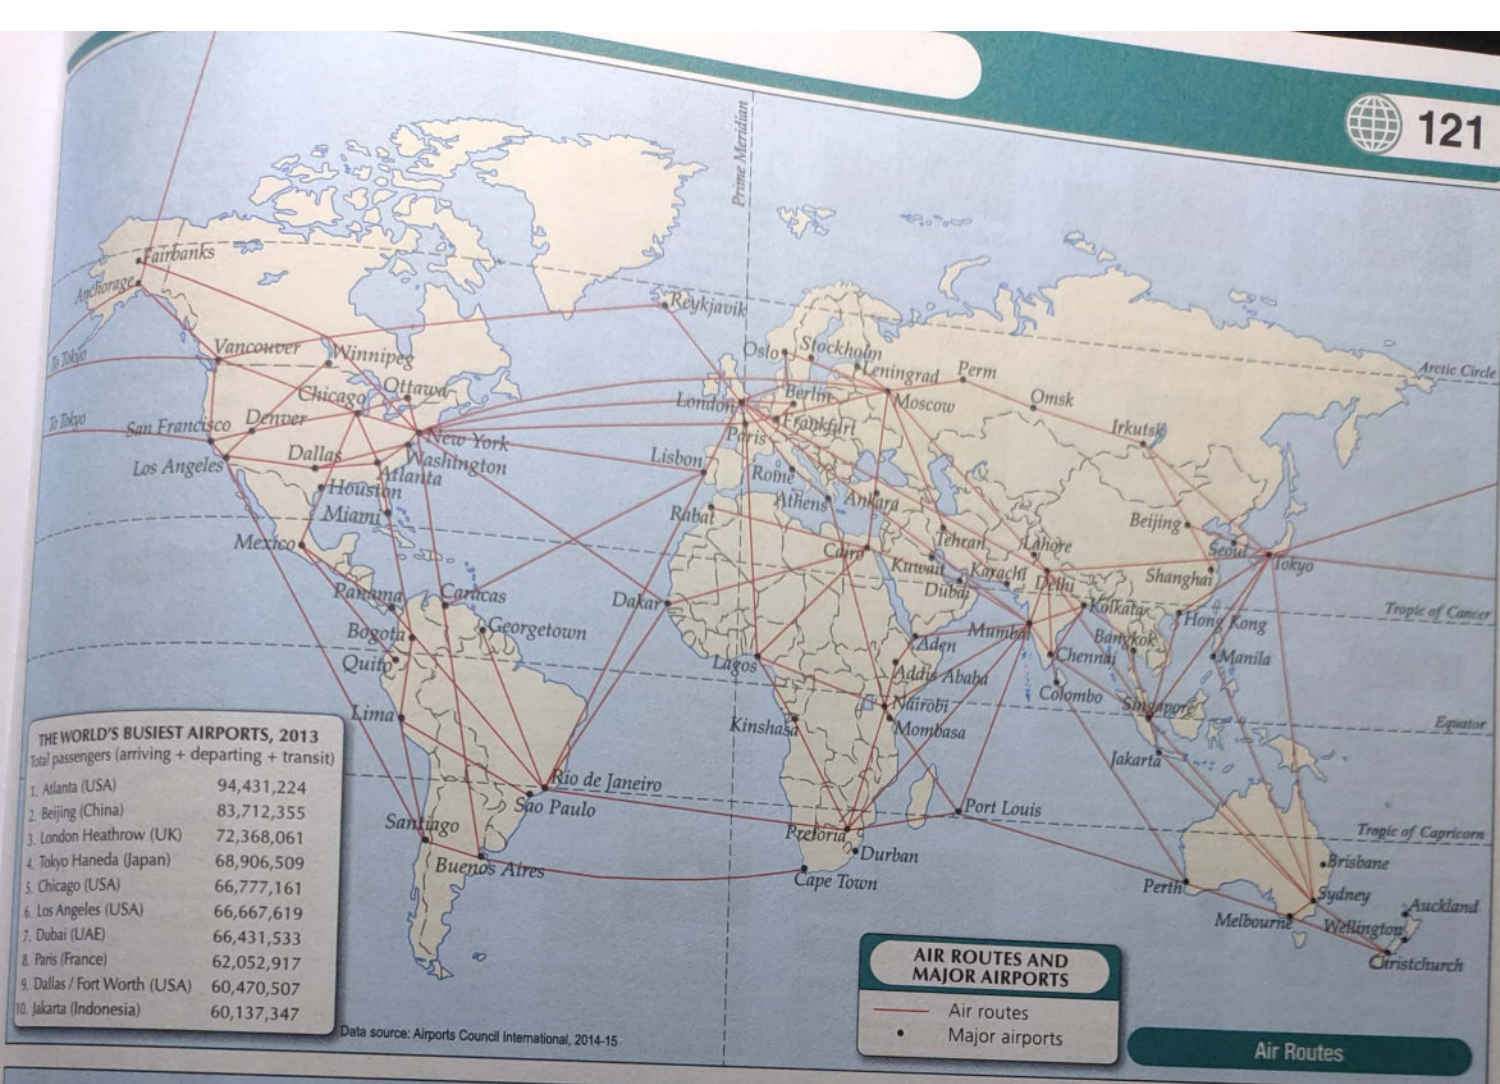 121
Prime Meridian
Fairbanks
Anchorage
Reykjavik
To Tokyo
Vancouver
Winnipeg
Oslo
Stockholm
Leningrad
Perm
Arctic Circle
Chicago
Ottawa
London
Berlin
Moscow
Omsk
To Tokyo
San Francisco
Denver
New York
Paris
Frankfurt
Irkutsk
Los Angeles
Dallas
Washington
Atlanta
Lisbon
Rome
Houston
Miami
Rabat
Athens
Ankara
Beijing
Mexico
Cairo
Tehran
Lahore
Seoul
Tokyo
Kuwait
Karachi
Delhi
Shanghai
Panama
Caracas
Dakar
Dubai
Kolkata
Tropic of Cancer
Hong Kong
Bogota
Georgetown
Mumbai
Bangkok
Quito
Lagos
Aden
Chennai
Manila
Addis Ababa
Colombo
Lima
Kinshasa
Nairobi
Mombasa
Singapore
Equator
Jakarta
Rio de Janeiro
Sao Paulo
Port Louis
Santiago
Pretoria
Tropic of Capricorn
Buenos Aires
Durban
Cape Town
Brisbane
Perth
Sydney
Melbourne
Wellington
Auckland
Christchurch
THE WORLD'S BUSIEST AIRPORTS, 2013
Total passengers (arriving + departing + transit)
1. Atlanta (USA) 94,431,224
2. Beijing (China) 83,712,355
3. London Heathrow (UK) 72,368,061
4. Tokyo Haneda (Japan) 68,906,509
5. Chicago (USA) 66,777,161
6. Los Angeles (USA) 66,667,619
7. Dubai (UAE) 66,431,533
8. Paris (France) 62,052,917
9. Dallas / Fort Worth (USA) 60,470,507
10. Jakarta (Indonesia) 60,137,347
Data source: Airports Council International, 2014-15
AIR ROUTES AND
MAJOR AIRPORTS
Air routes
Major airports
Air Routes